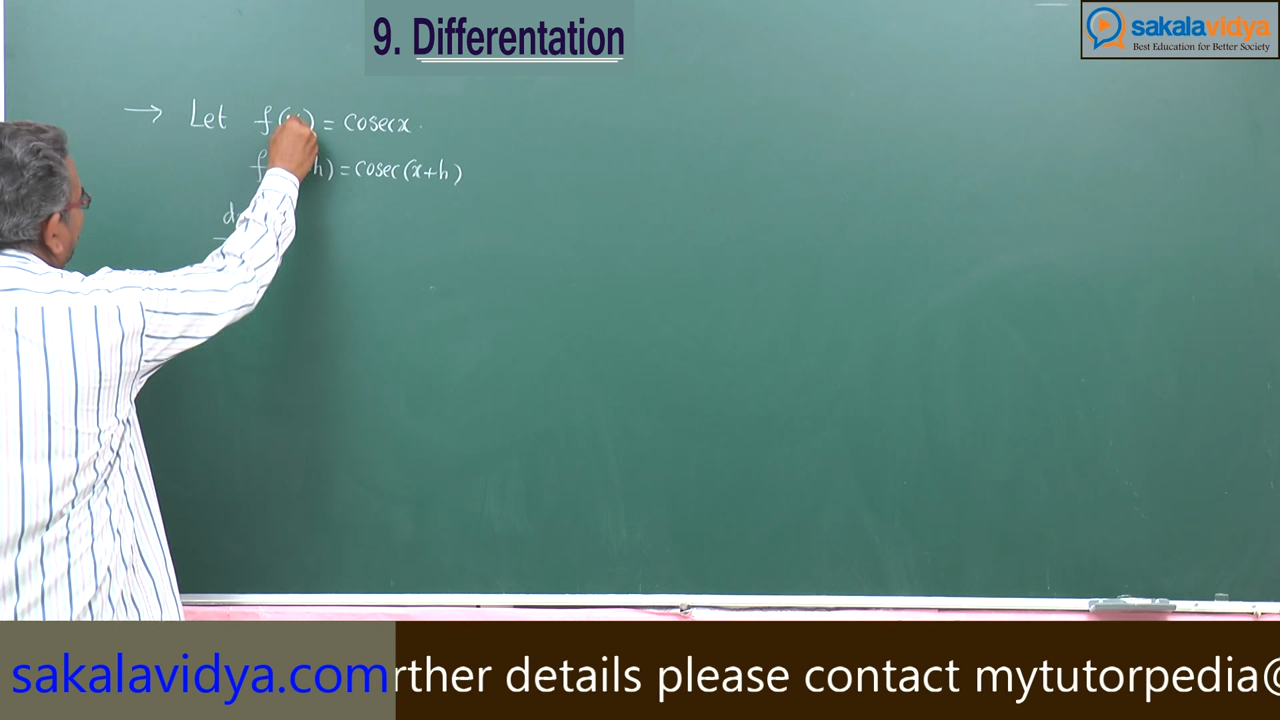 9. Differentation
sakalavidya
Best Education for Better Society
→ Let f( ) = cosecx.
f h) = cosec(x+h)
d
sakalavidya.com
rther details please contact mytutorpedia@